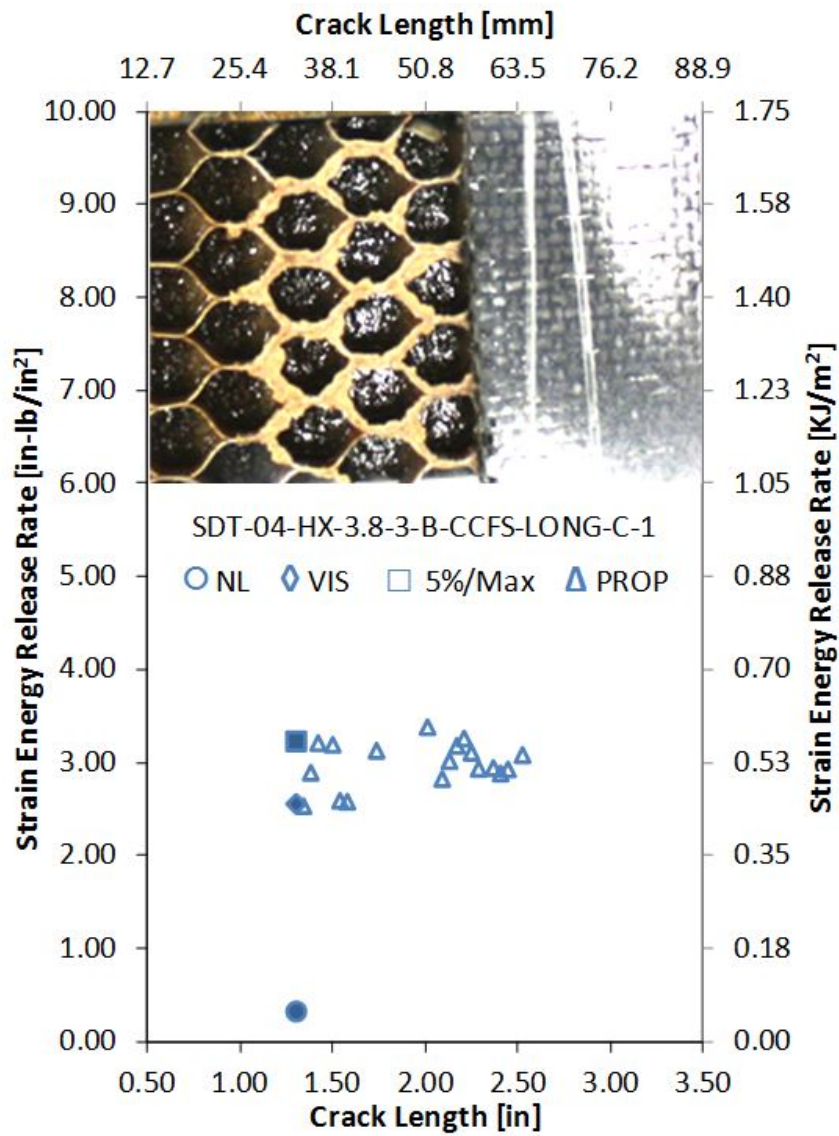 Crack Length [mm]
12.7 25.4 38.1 50.8 63.5 76.2 88.9
Strain Energy Release Rate [in-lb/in²]
10.00
9.00
8.00
7.00
6.00
5.00
4.00
3.00
2.00
1.00
0.00
SDT-04-HX-3.8-3-B-CCFS-LONG-C-1
NL VIS 5%/Max PROP
1.75
1.58
1.40
1.23
1.05
0.88
0.70
0.53
0.35
0.18
0.00
Strain Energy Release Rate [KJ/m²]
0.50 1.00 1.50 2.00 2.50 3.00 3.50
Crack Length [in]